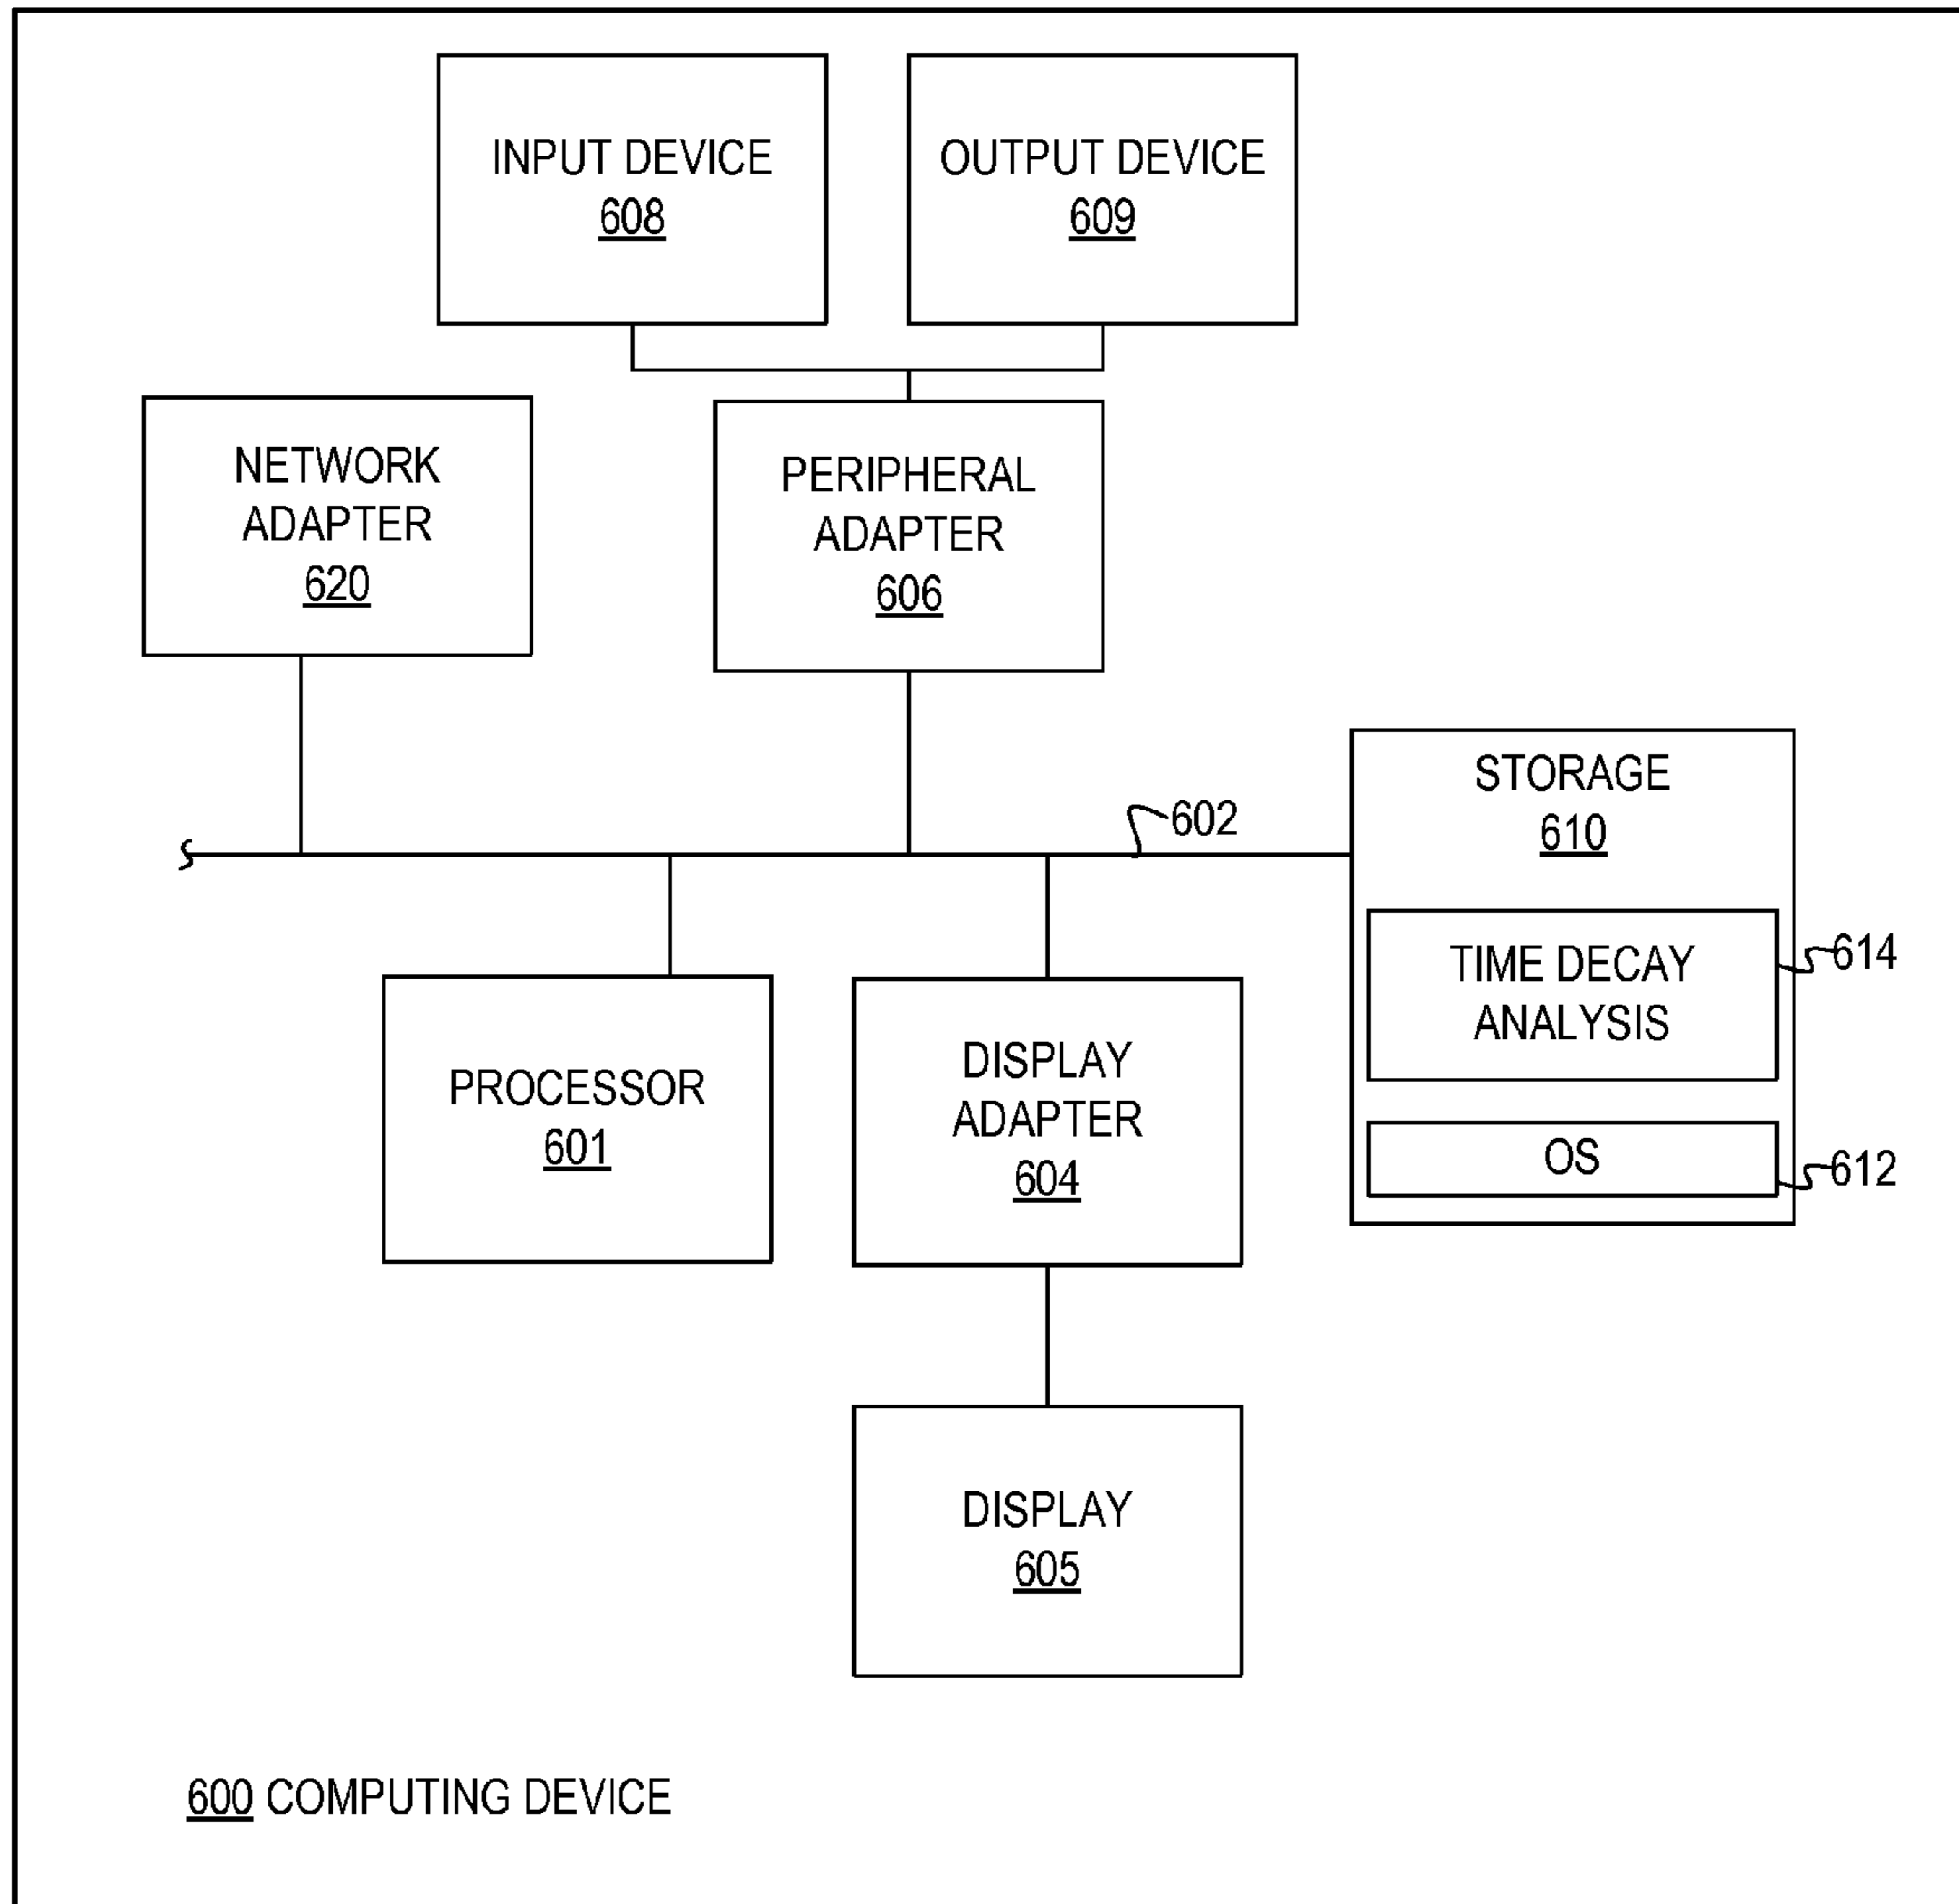 INPUT DEVICE
608
OUTPUT DEVICE
609
NETWORK
ADAPTER
620
PERIPHERAL
ADAPTER
606
602
STORAGE
610
TIME DECAY
ANALYSIS
614
OS
612
PROCESSOR
601
DISPLAY
ADAPTER
604
DISPLAY
605
600 COMPUTING DEVICE